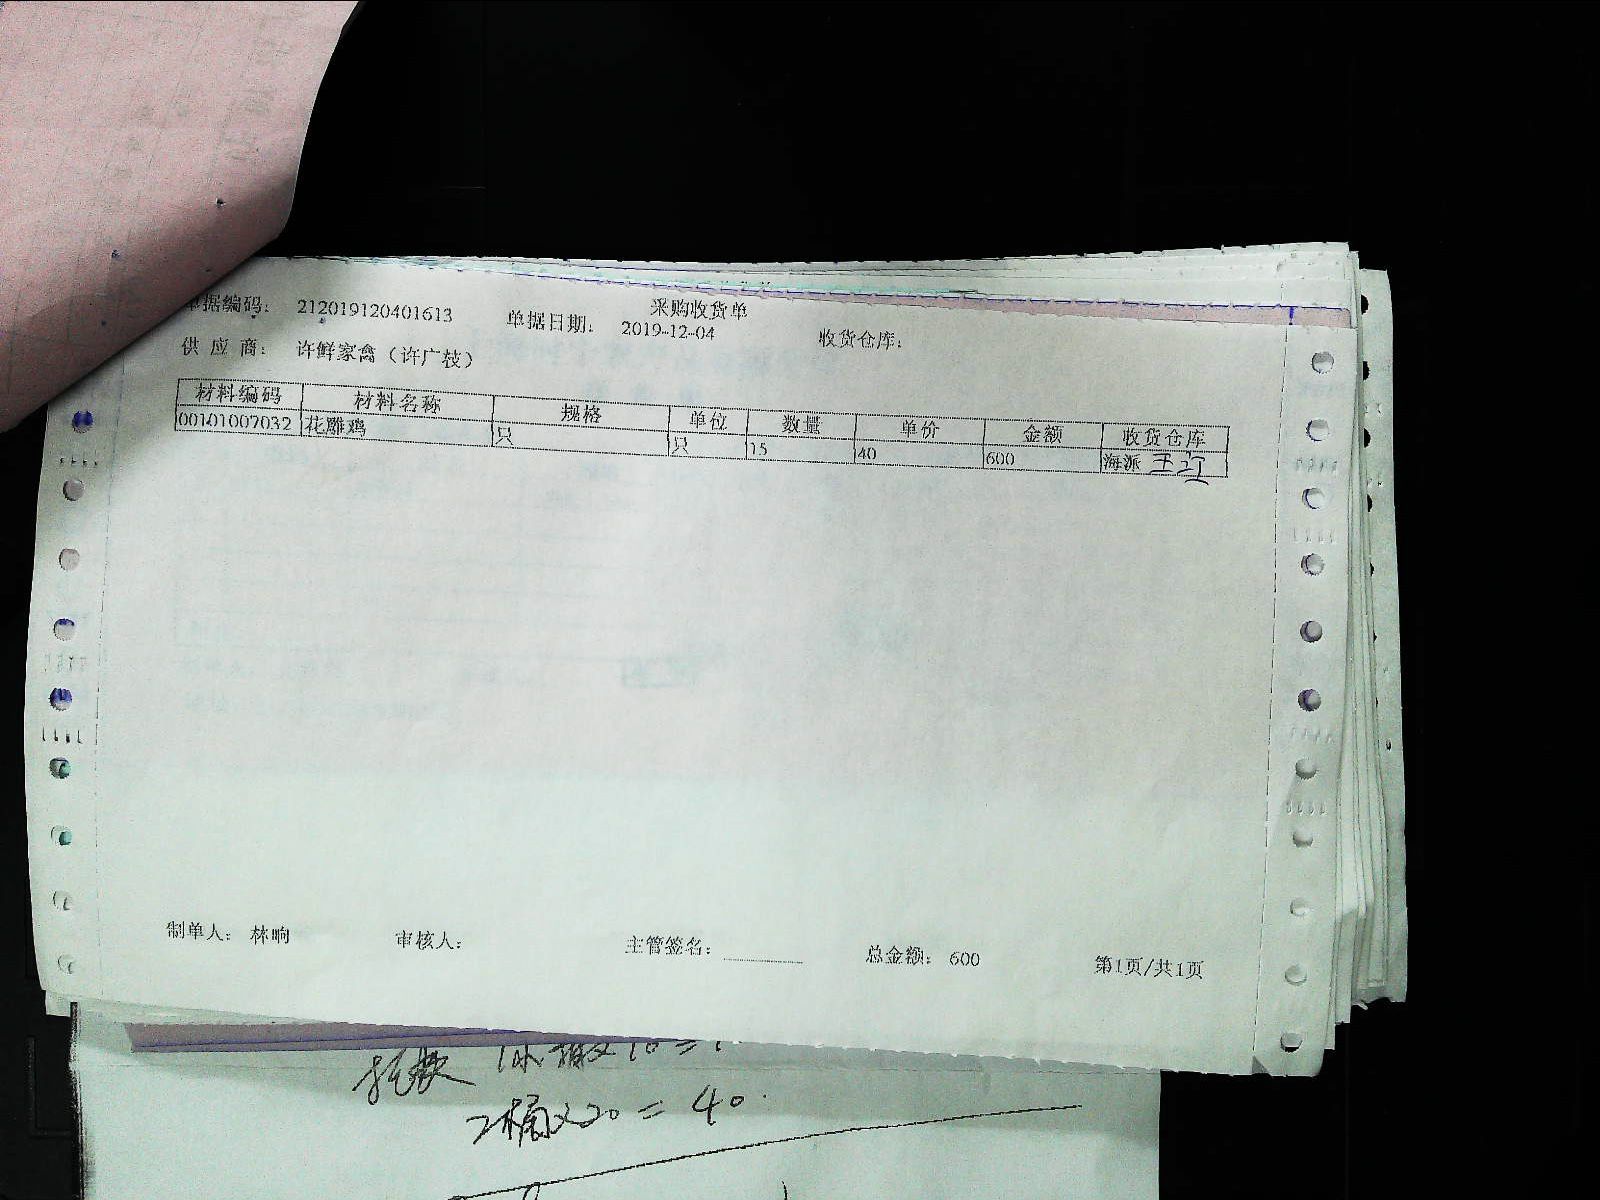 采购收货单
单据编码: 212019120401613 单据日期: 2019-12-04 收货仓库:
供应商: 许鲜家禽(许广枝)
材料编码 材料名称 规格 单位 数量 单价 金额 收货仓库
00101007032 花雕鸡 只 只 15 40 600 海派
制单人: 林晌 审核人: 主管签名: 总金额: 600 第1页/共1页
2桶×20=40